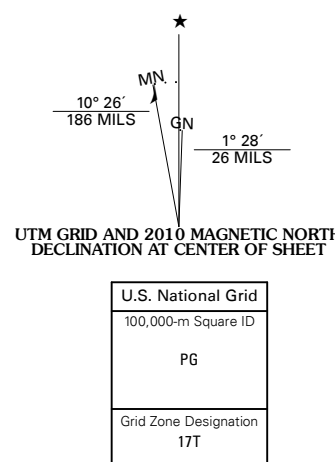 ★
MN
10° 26´
186 MILS
GN
1° 28´
26 MILS
UTM GRID AND 2010 MAGNETIC NORTH
DECLINATION AT CENTER OF SHEET
U.S. National Grid
100,000-m Square ID
PG
Grid Zone Designation
17T